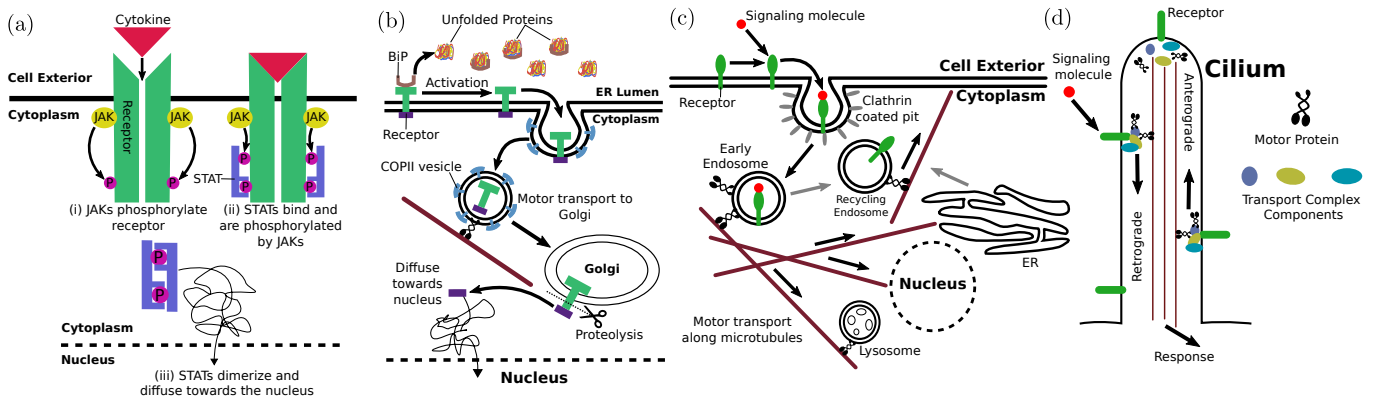 (a)
Cytokine
Cell Exterior
Cytoplasm
JAK
JAK
Receptor
P
P
JAK
JAK
P
P
P
P
STAT
(i) JAKs phosphorylate
receptor
(ii) STATs bind and
are phosphorylated
by JAKs
P
P
Cytoplasm
Nucleus
(iii) STATs dimerize and
diffuse towards the nucleus
(b)
Unfolded Proteins
BiP
Activation
ER Lumen
Cytoplasm
Receptor
COPII vesicle
Motor transport to
Golgi
Golgi
Diffuse
towards
nucleus
Proteolysis
Nucleus
(c)
Signaling molecule
Cell Exterior
Cytoplasm
Receptor
Clathrin
coated pit
Early
Endosome
Recycling
Endosome
ER
Nucleus
Motor transport
along microtubules
Lysosome
(d)
Receptor
Signaling
molecule
Cilium
Anterograde
Retrograde
Motor Protein
Transport Complex
Components
Response